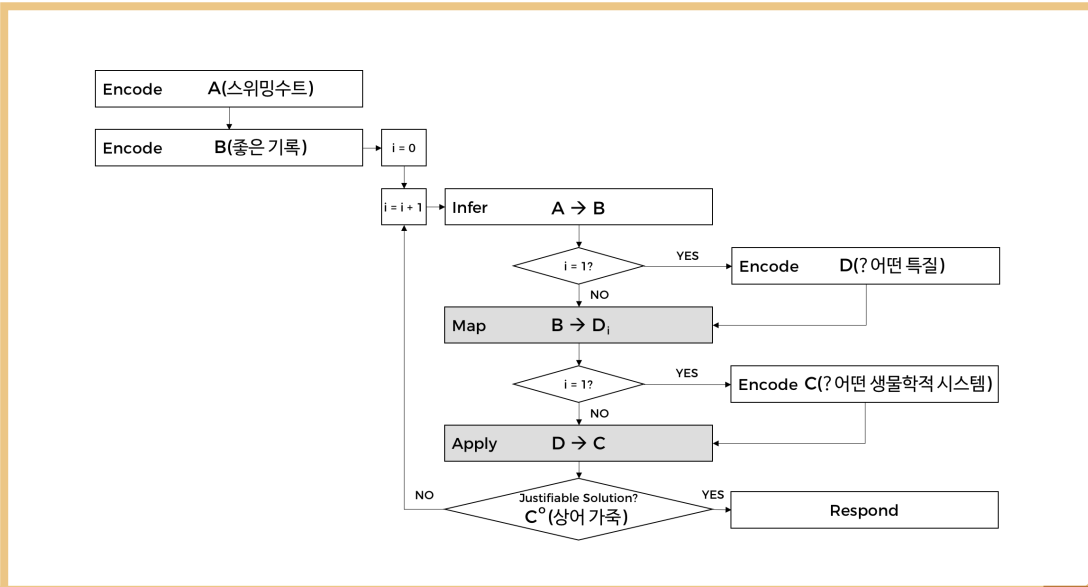 Encode A(스위밍수트)
Encode B(좋은 기록)
i = 0
i = i + 1
Infer A → B
i = 1?
YES
Encode D(? 어떤 특질)
NO
Map B → Dᵢ
i = 1?
YES
Encode C(? 어떤 생물학적 시스템)
NO
Apply D → C
NO
Justifiable Solution?
C°(상어 가죽)
YES
Respond